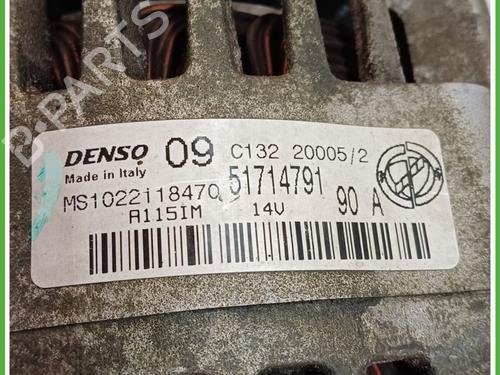 B-PARTS
DENSO 09 C132 20005/2
Made in Italy
MS1022118470 51714791
A115IM 14V 90 A